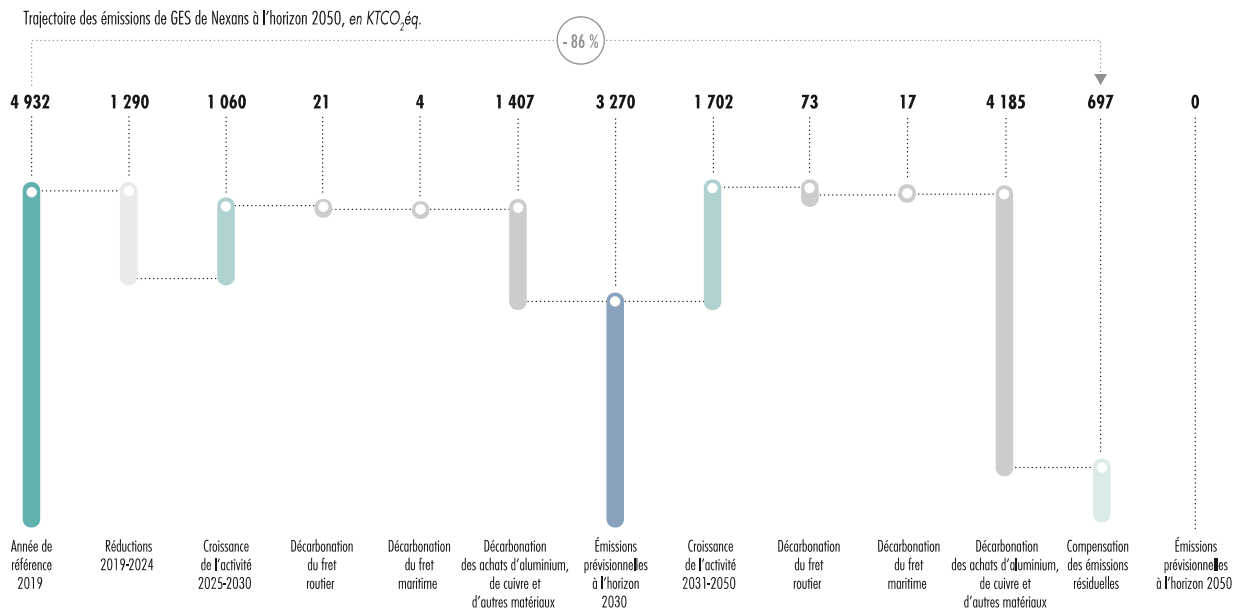 Trajectoire des émissions de GES de Nexans à l'horizon 2050, en KTCO₂éq.
- 86 %
4 932
1 290
1 060
21
4
1 407
3 270
1 702
73
17
4 185
697
0
Année de
référence
2019
Réductions
2019-2024
Croissance
de l'activité
2025-2030
Décarbonation
du fret
routier
Décarbonation
du fret
maritime
Décarbonation
des achats d'aluminium,
de cuivre et
d'autres matériaux
Émissions
prévisionnelles
à l'horizon
2030
Croissance
de l'activité
2031-2050
Décarbonation
du fret
routier
Décarbonation
du fret
maritime
Décarbonation
des achats d'aluminium,
de cuivre et
d'autres matériaux
Compensation
des émissions
résiduelles
Émissions
prévisionnelles
à l'horizon 2050